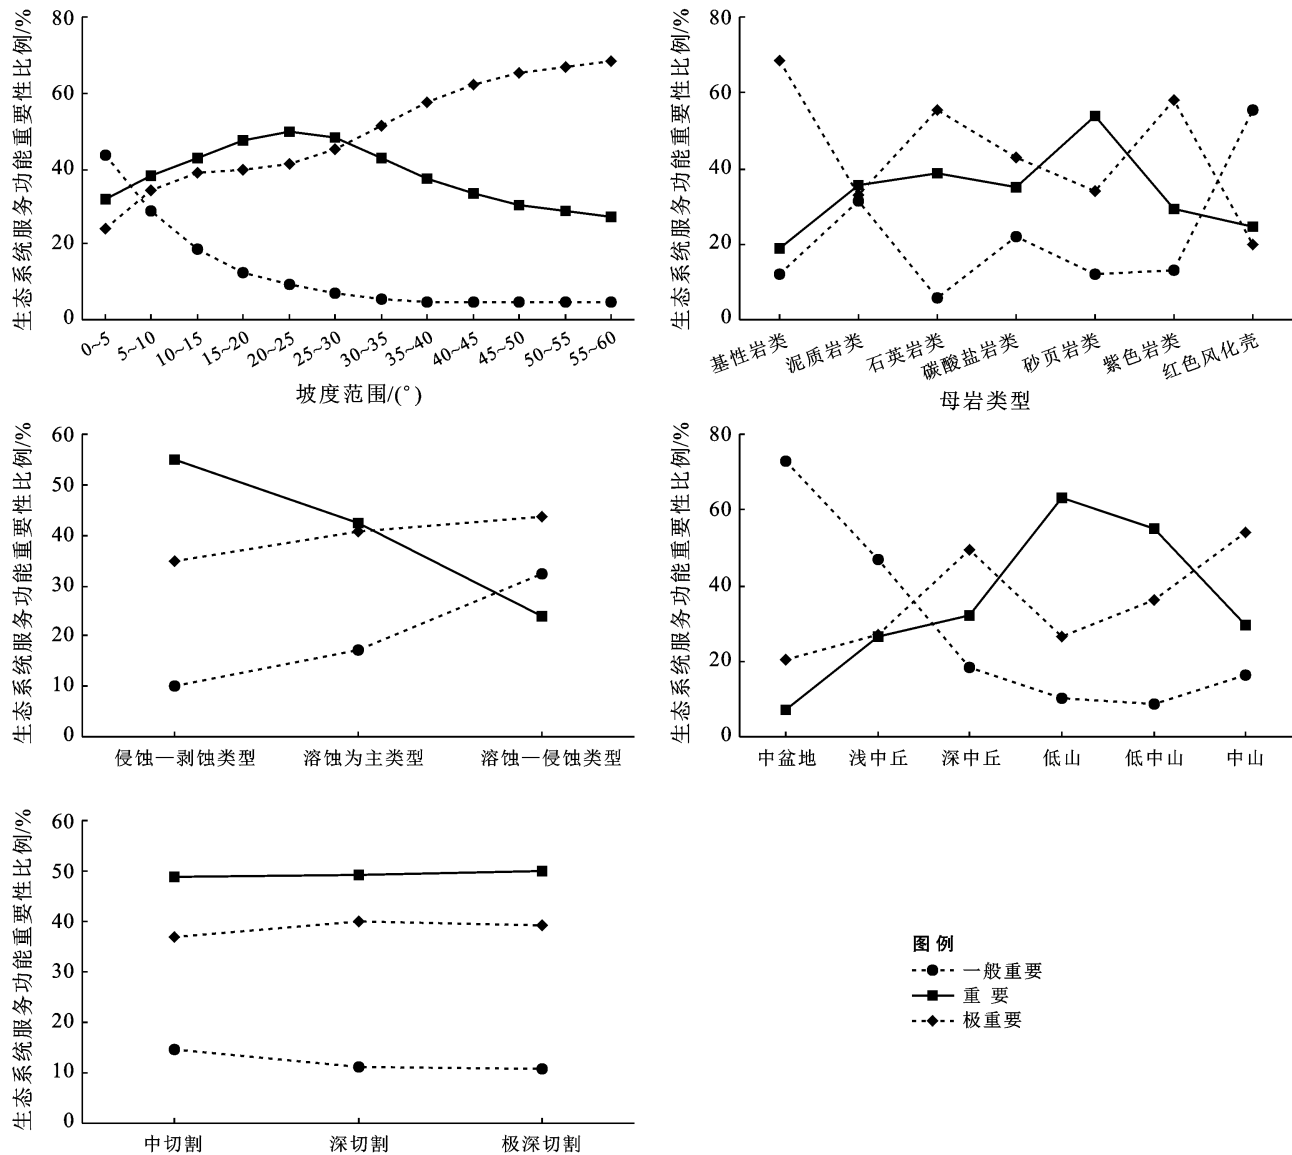 生态系统服务功能重要性比例/%
80
60
40
20
0
0~5
5~10
10~15
15~20
20~25
25~30
30~35
35~40
40~45
45~50
50~55
55~60
坡度范围/(°)
生态系统服务功能重要性比例/%
80
60
40
20
0
基性岩类
泥质岩类
石英岩类
碳酸盐岩类
砂页岩类
紫色岩类
红色风化壳
母岩类型
生态系统服务功能重要性比例/%
60
50
40
30
20
10
0
侵蚀—剥蚀类型
溶蚀为主类型
溶蚀—侵蚀类型
生态系统服务功能重要性比例/%
80
60
40
20
0
中盆地
浅中丘
深中丘
低山
低中山
中山
生态系统服务功能重要性比例/%
60
50
40
30
20
10
0
中切割
深切割
极深切割
图例
一般重要
重 要
极重要